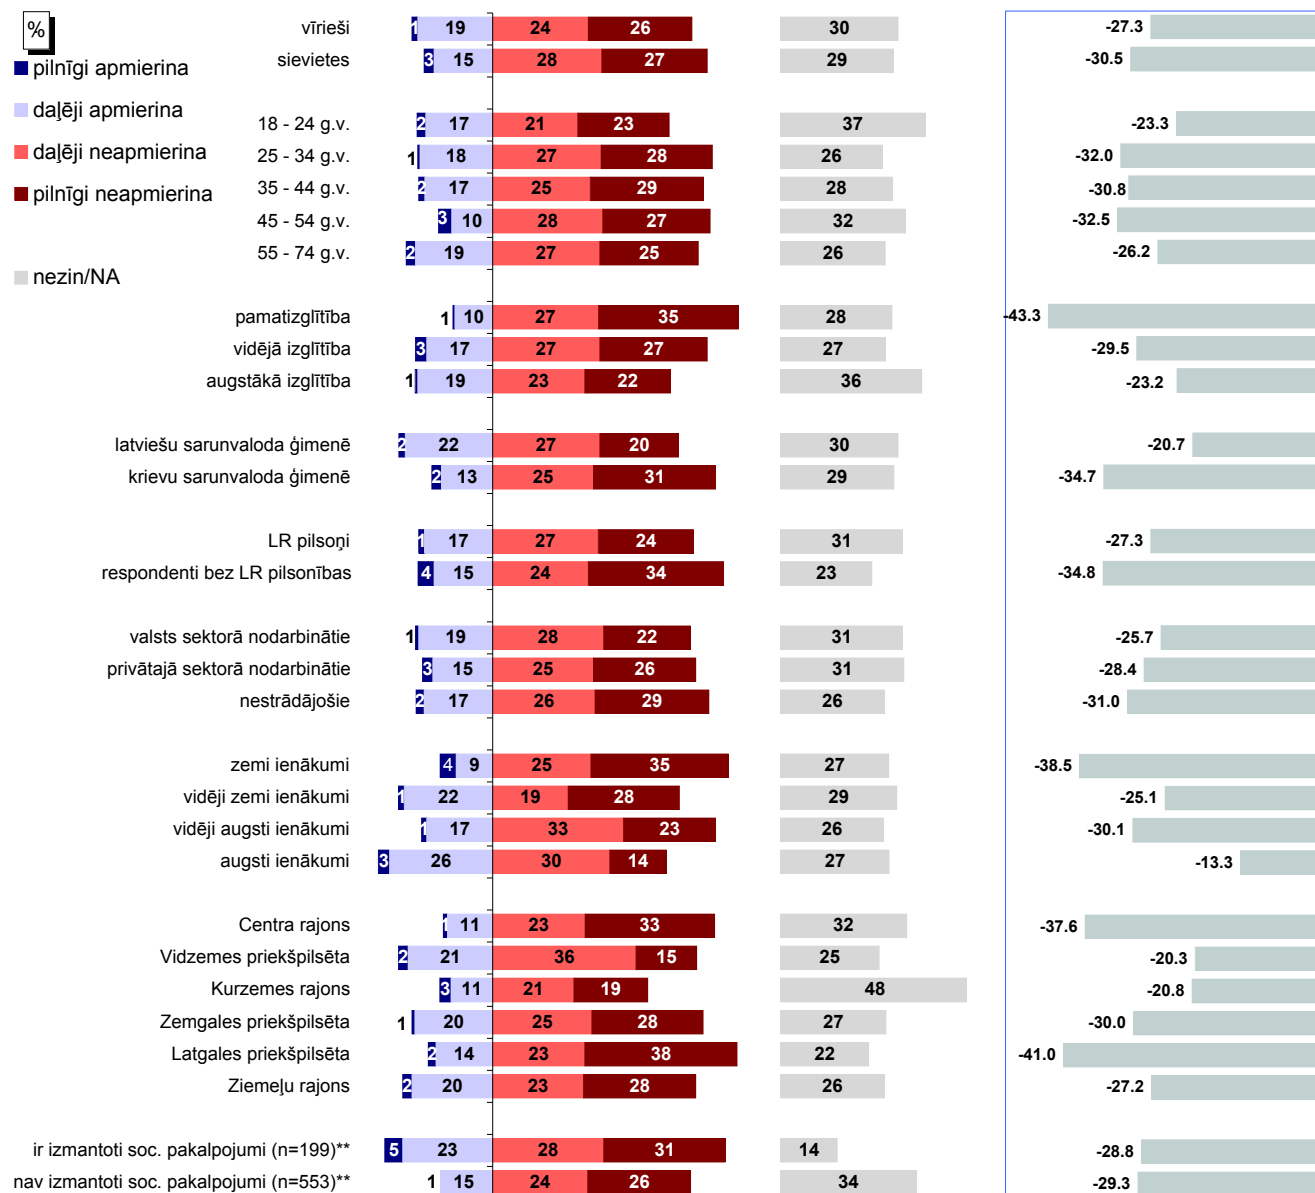 %
pilnīgi apmierina
daļēji apmierina
daļēji neapmierina
pilnīgi neapmierina
nezin/NA
vīrieši 1 19 24 26 30 -27.3
sievietes 3 15 28 27 29 -30.5
18 - 24 g.v. 2 17 21 23 37 -23.3
25 - 34 g.v. 1 18 27 28 26 -32.0
35 - 44 g.v. 2 17 25 29 28 -30.8
45 - 54 g.v. 3 10 28 27 32 -32.5
55 - 74 g.v. 2 19 27 25 26 -26.2
pamatizglītība 1 10 27 35 28 -43.3
vidējā izglītība 3 17 27 27 27 -29.5
augstākā izglītība 1 19 23 22 36 -23.2
latviešu sarunvaloda ģimenē 2 22 27 20 30 -20.7
krievu sarunvaloda ģimenē 2 13 25 31 29 -34.7
LR pilsoņi 1 17 27 24 31 -27.3
respondenti bez LR pilsonības 4 15 24 34 23 -34.8
valsts sektorā nodarbinātie 1 19 28 22 31 -25.7
privātajā sektorā nodarbinātie 3 15 25 26 31 -28.4
nestrādājošie 2 17 26 29 26 -31.0
zemi ienākumi 4 9 25 35 27 -38.5
vidēji zemi ienākumi 1 22 19 28 29 -25.1
vidēji augsti ienākumi 1 17 33 23 26 -30.1
augsti ienākumi 3 26 30 14 27 -13.3
Centra rajons 1 11 23 33 32 -37.6
Vidzemes priekšpilsēta 2 21 36 15 25 -20.3
Kurzemes rajons 3 11 21 19 48 -20.8
Zemgales priekšpilsēta 1 20 25 28 27 -30.0
Latgales priekšpilsēta 2 14 23 38 22 -41.0
Ziemeļu rajons 2 20 23 28 26 -27.2
ir izmantoti soc. pakalpojumi (n=199)** 5 23 28 31 14 -28.8
nav izmantoti soc. pakalpojumi (n=553)** 1 15 24 26 34 -29.3